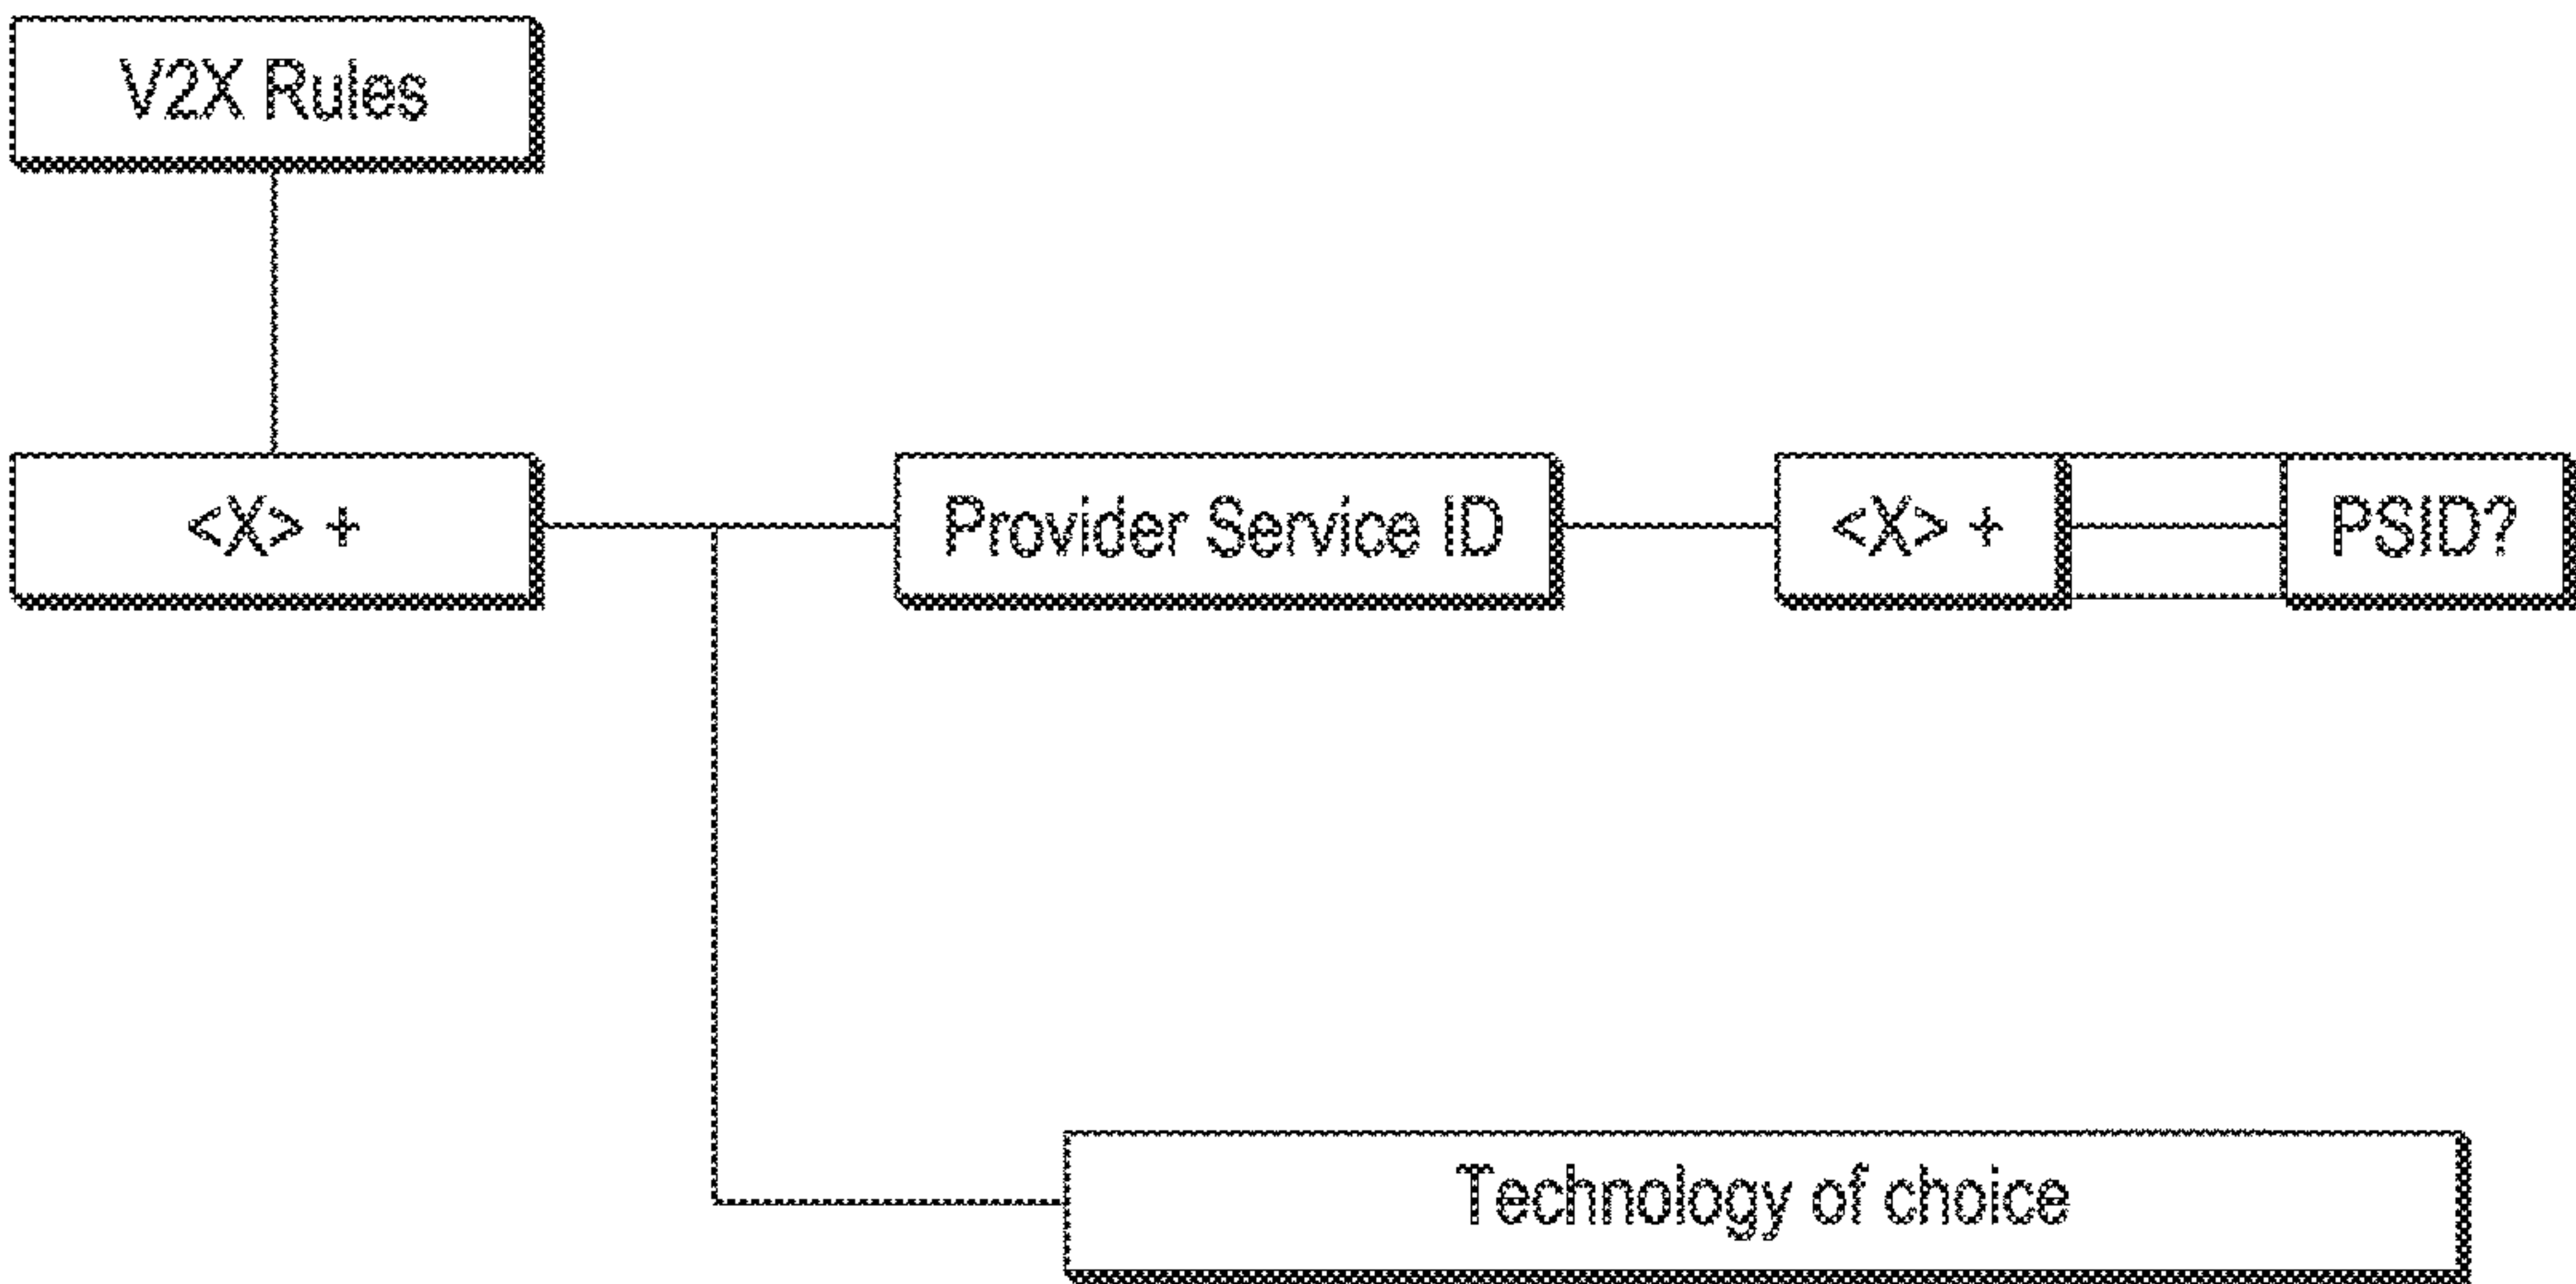 V2X Rules
<X> +
Provider Service ID
<X> +
PSID?
Technology of choice